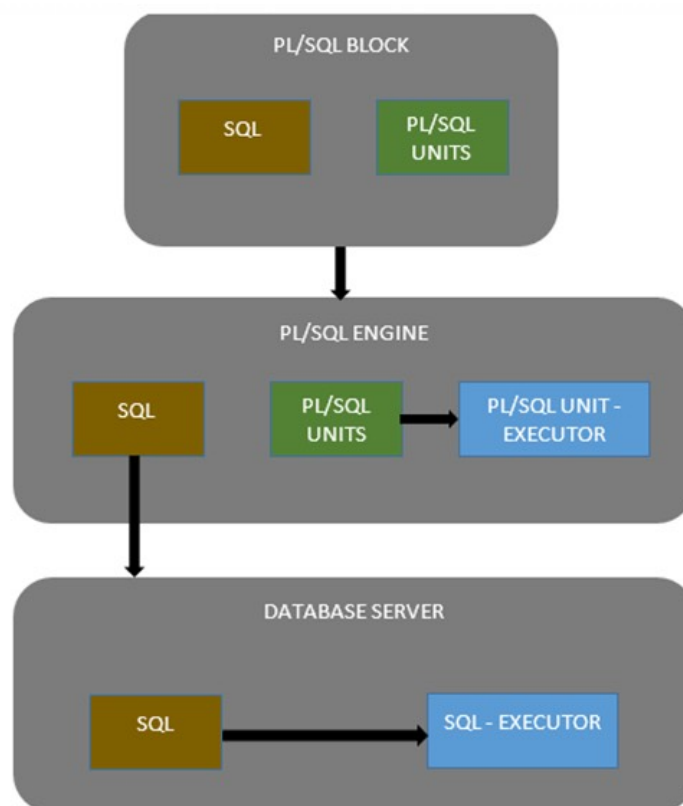 PL/SQL BLOCK
SQL
PL/SQL
UNITS
PL/SQL ENGINE
SQL
PL/SQL
UNITS
PL/SQL UNIT -
EXECUTOR
DATABASE SERVER
SQL
SQL - EXECUTOR